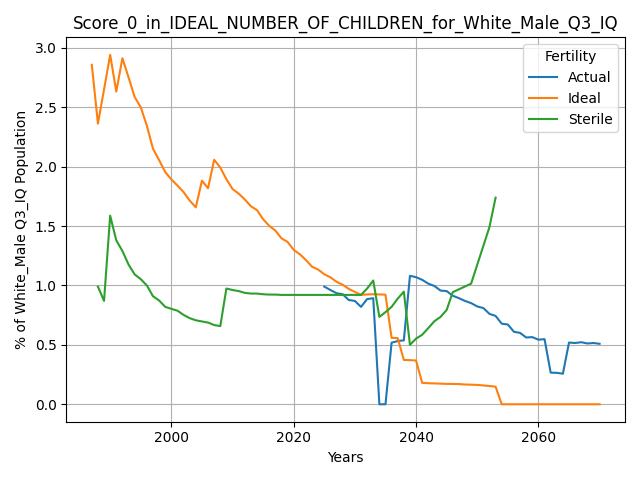 Score_0_in_IDEAL_NUMBER_OF_CHILDREN_for_White_Male_Q3_IQ
Fertility
Actual
Ideal
Sterile
% of White_Male Q3_IQ Population
3.0
2.5
2.0
1.5
1.0
0.5
0.0
2000
2020
2040
2060
Years